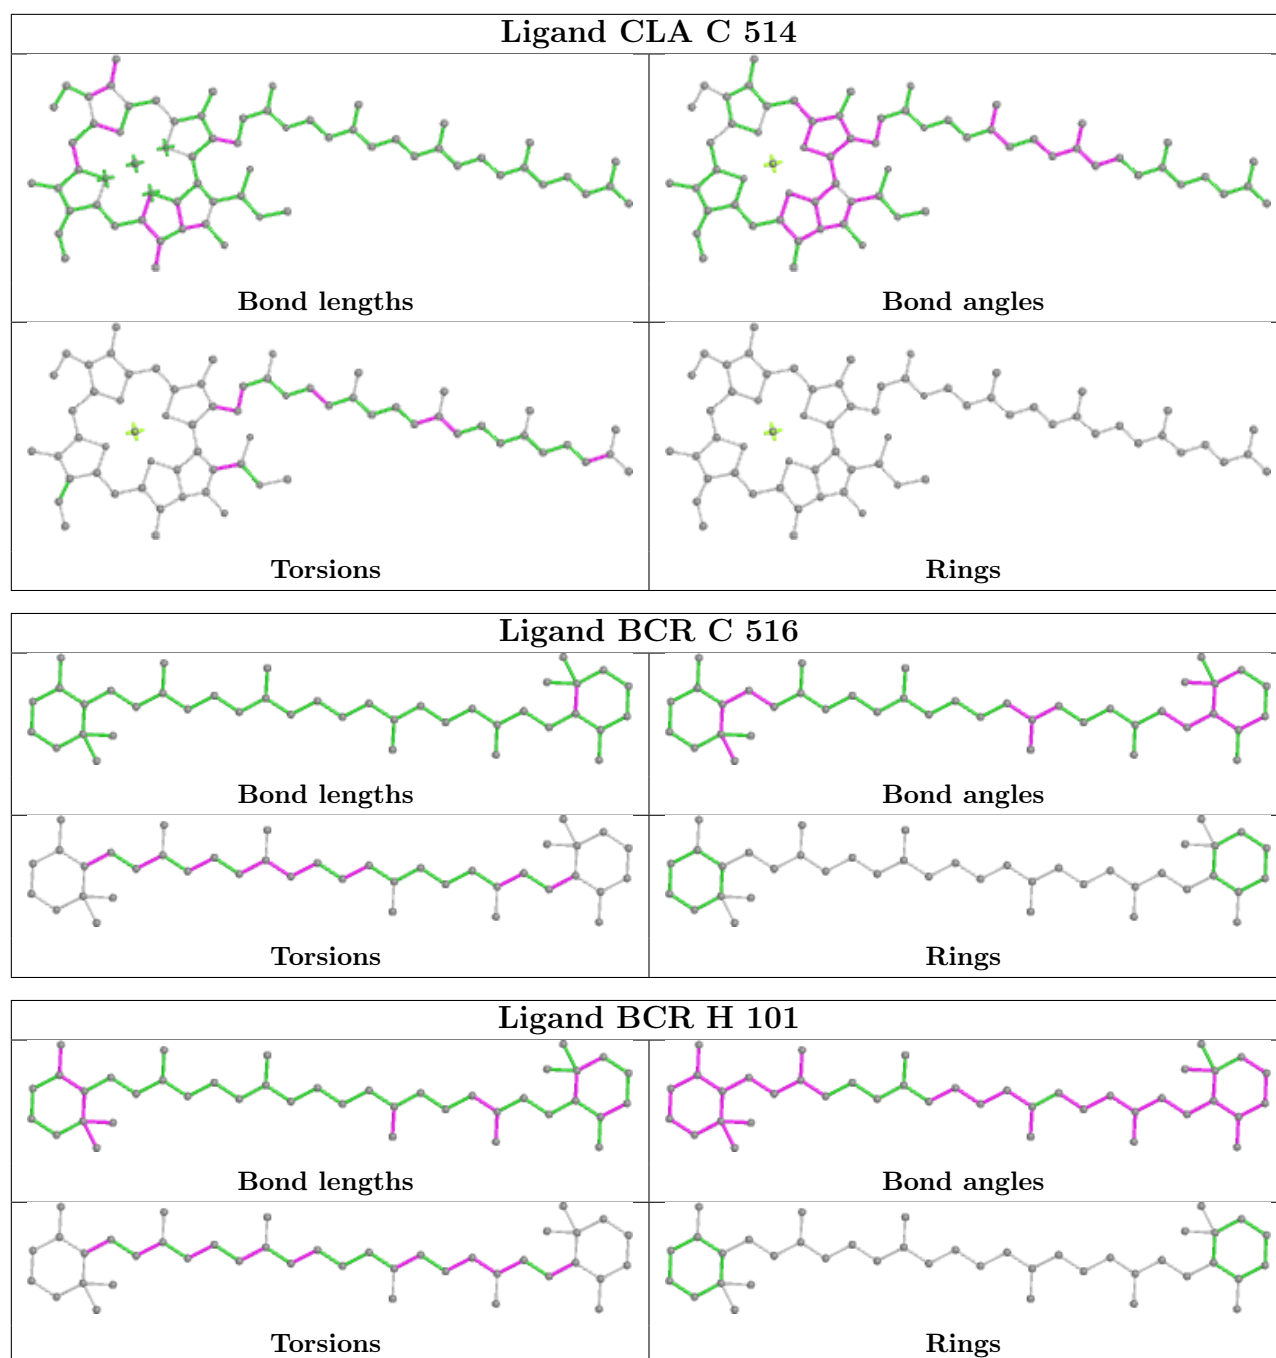 Ligand CLA C 514
Bond lengths
Bond angles
Torsions
Rings
Ligand BCR C 516
Bond lengths
Bond angles
Torsions
Rings
Ligand BCR H 101
Bond lengths
Bond angles
Torsions
Rings